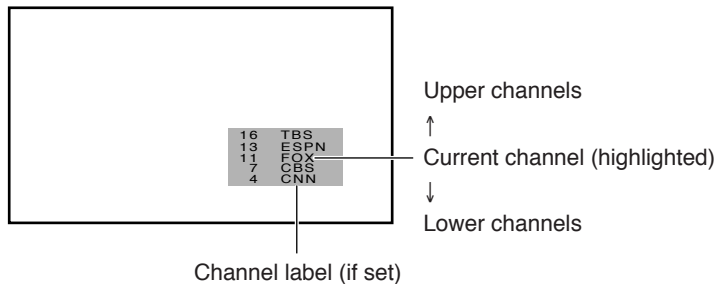 Upper channels
↑
16 TBS
13 ESPN
11 FOX
7 CBS
4 CNN
Current channel (highlighted)
↓
Lower channels
Channel label (if set)